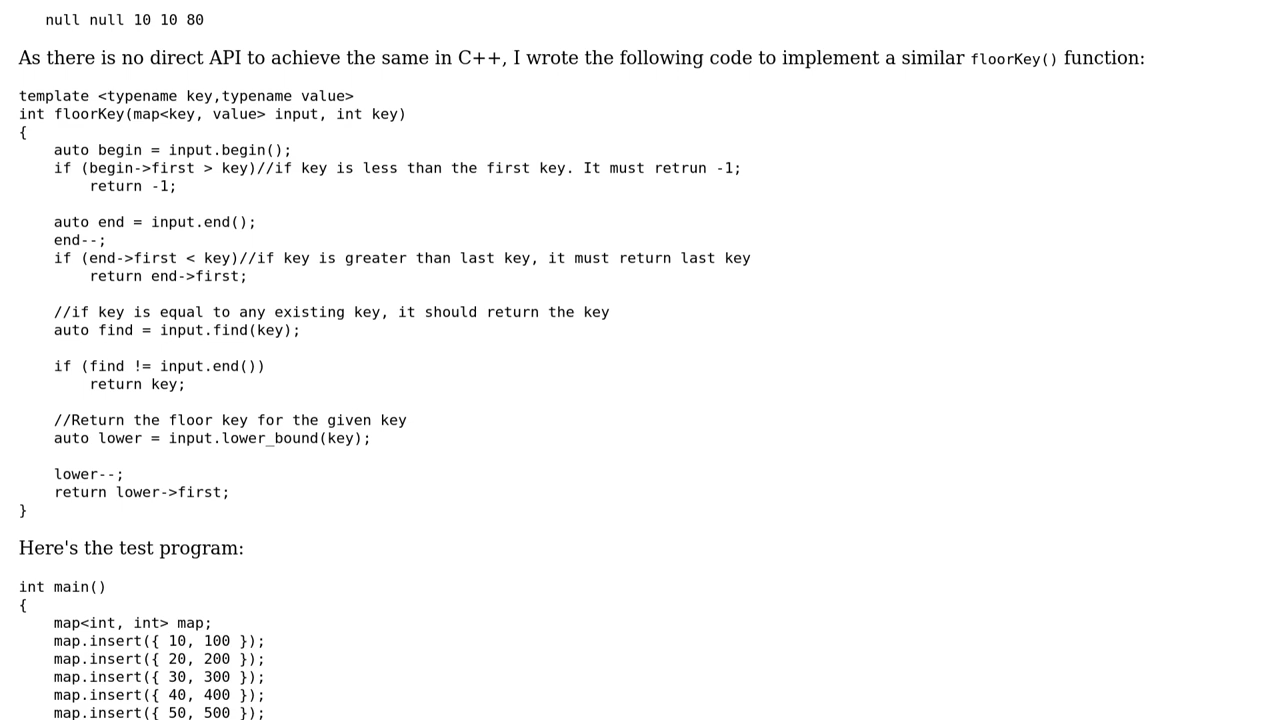 null null 10 10 80
As there is no direct API to achieve the same in C++, I wrote the following code to implement a similar floorKey() function:
template <typename key,typename value>
int floorKey(map<key, value> input, int key)
{
    auto begin = input.begin();
    if (begin->first > key)//if key is less than the first key. It must retrun -1;
        return -1;

    auto end = input.end();
    end--;
    if (end->first < key)//if key is greater than last key, it must return last key
        return end->first;

    //if key is equal to any existing key, it should return the key
    auto find = input.find(key);

    if (find != input.end())
        return key;

    //Return the floor key for the given key
    auto lower = input.lower_bound(key);

    lower--;
    return lower->first;
}
Here's the test program:
int main()
{
    map<int, int> map;
    map.insert({ 10, 100 });
    map.insert({ 20, 200 });
    map.insert({ 30, 300 });
    map.insert({ 40, 400 });
    map.insert({ 50, 500 });